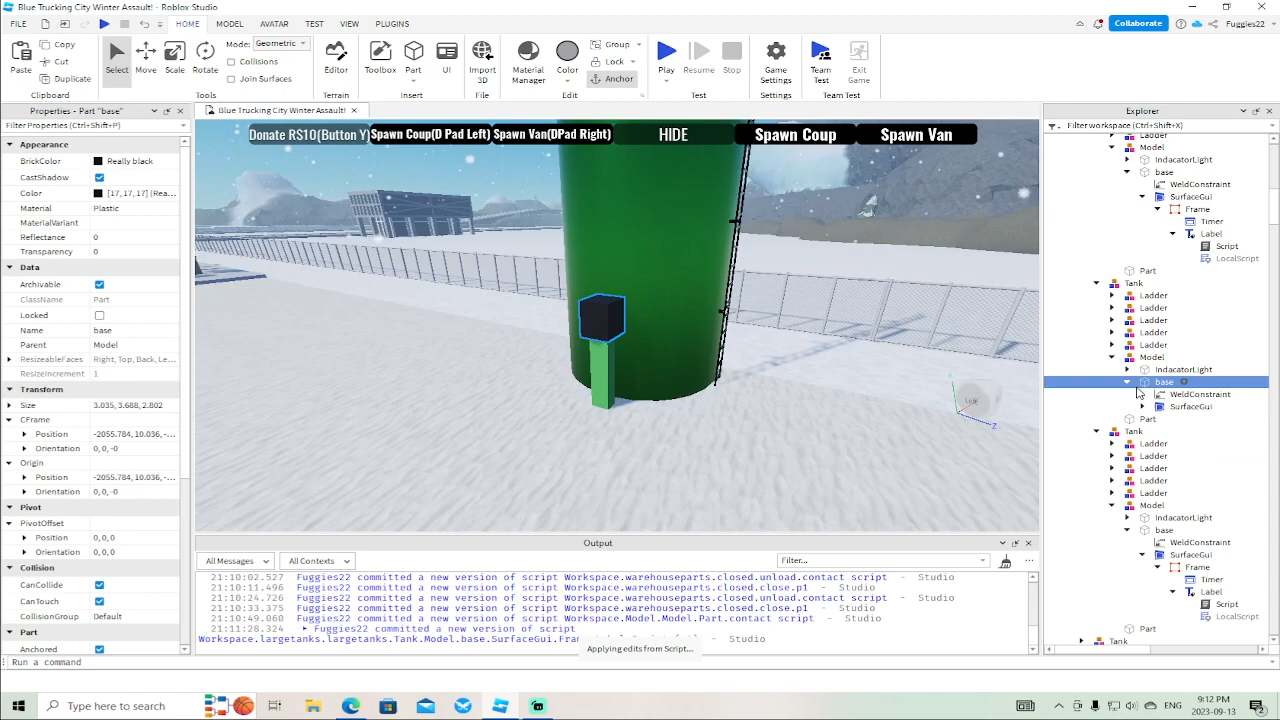 Blue Trucking City Winter Assault! - Roblox Studio
FILE HOME MODEL AVATAR TEST VIEW PLUGINS Collaborate Fuggies22
Paste Copy Cut Duplicate Clipboard
Select Move Scale Rotate Mode: Geometric Collisions Join Surfaces Tools
Editor Terrain
Toolbox Part UI Insert
Import 3D File
Material Manager Color Group Lock Anchor Edit
Play Resume Stop Test
Game Settings Settings
Team Test Exit Game Team Test
Properties - Part "base"
Filter Properties (Ctrl+Shift+P)
Appearance
BrickColor Really black
CastShadow
Color [17, 17, 17] (Rea...
Material Plastic
MaterialVariant
Reflectance 0
Transparency 0
Data
Archivable
ClassName Part
Locked
Name base
Parent Model
ResizeableFaces Right, Top, Back, Le...
ResizeIncrement 1
Transform
Size 3.035, 3.688, 2.802
CFrame
Position -2055.784, 10.036, -...
Orientation 0, 0, -0
Origin
Position -2055.784, 10.036, -...
Orientation 0, 0, -0
Pivot
PivotOffset
Position 0, 0, 0
Orientation 0, 0, 0
Collision
CanCollide
CanTouch
CollisionGroup Default
Part
Anchored
Blue Trucking City Winter Assault!
Donate RS10(Button Y) Spawn Coup(D Pad Left) Spawn Van(DPad Right) HIDE Spawn Coup Spawn Van
Left
Z
Output
All Messages All Contexts Filter...
21:10:02.527 Fuggies22 committed a new version of script Workspace.warehouseparts.closed.unload.contact script - Studio
21:10:11.496 Fuggies22 committed a new version of script Workspace.warehouseparts.closed.close.p1 - Studio
21:10:24.726 Fuggies22 committed a new version of script Workspace.warehouseparts.closed.unload.contact script - Studio
21:10:33.375 Fuggies22 committed a new version of script Workspace.warehouseparts.closed.close.p1 - Studio
21:10:49.060 Fuggies22 committed a new version of script Workspace.Model.Model.Part.contact script - Studio
21:11:28.324 Fuggies22 committed a new version of script
Workspace.largetanks.largetanks.Tank.Model.base.SurfaceGui.Fra - Studio
Applying edits from Script...
Run a command
Explorer
Filter workspace (Ctrl+Shift+X)
Ladder
Model
IndacatorLight
base
WeldConstraint
SurfaceGui
Frame
Timer
Label
Script
LocalScript
Part
Tank
Ladder
Ladder
Ladder
Ladder
Ladder
Model
IndacatorLight
base
WeldConstraint
SurfaceGui
Part
Tank
Ladder
Ladder
Ladder
Ladder
Ladder
Model
IndacatorLight
base
WeldConstraint
SurfaceGui
Frame
Timer
Label
Script
LocalScript
Part
Tank
Type here to search
9:12 PM
2023-09-13
2